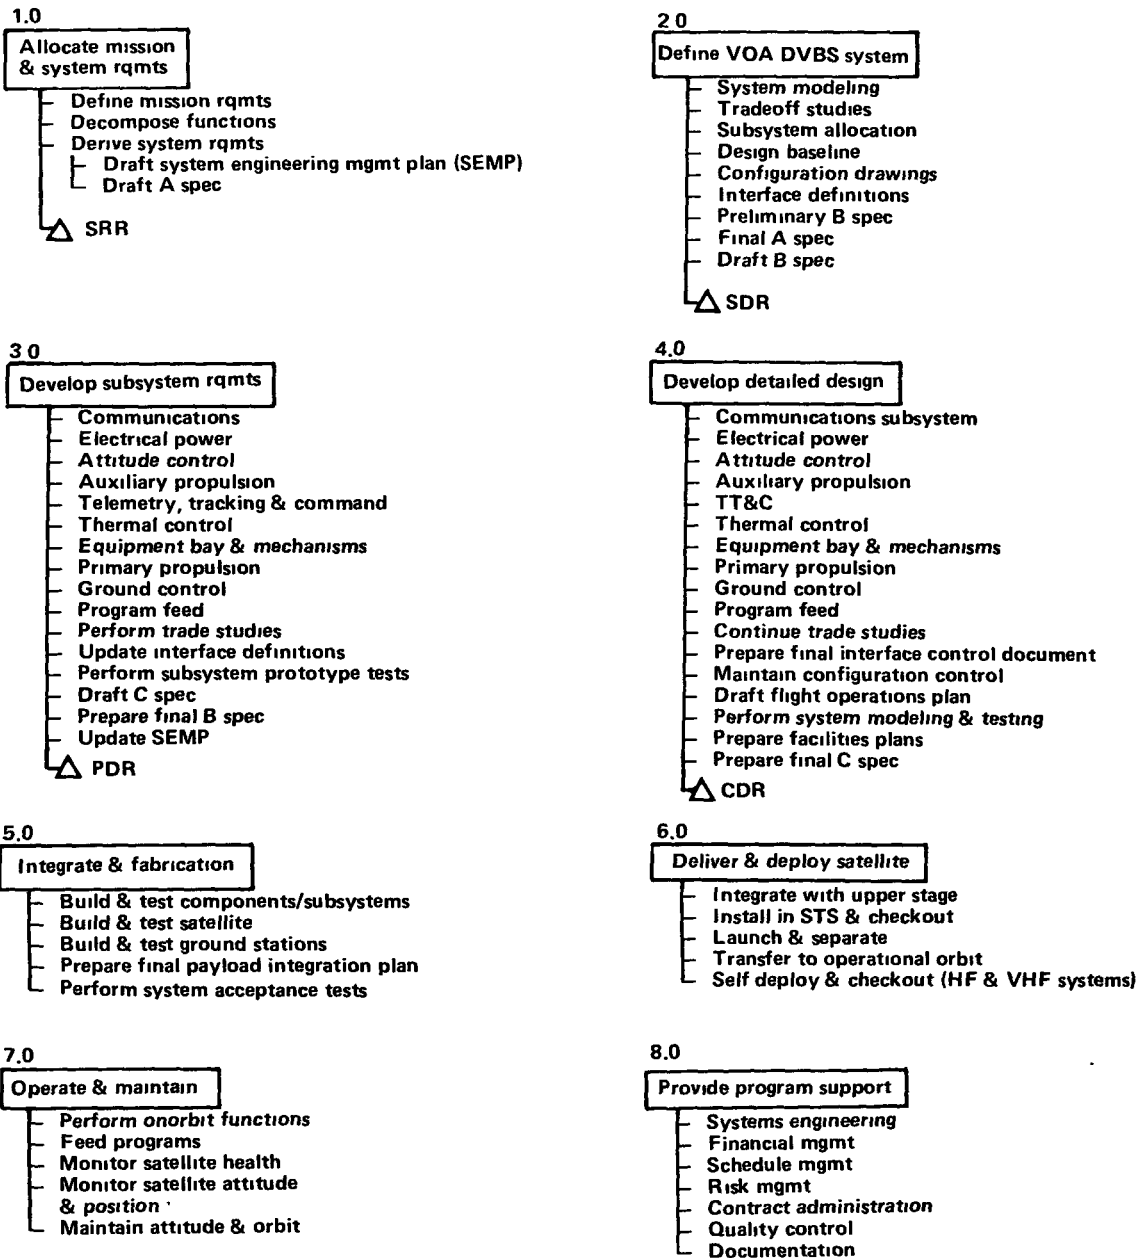 1.0
Allocate mission
& system rqmts
Define mission rqmts
Decompose functions
Derive system rqmts
Draft system engineering mgmt plan (SEMP)
Draft A spec
SRR
2 0
Define VOA DVBS system
System modeling
Tradeoff studies
Subsystem allocation
Design baseline
Configuration drawings
Interface definitions
Preliminary B spec
Final A spec
Draft B spec
SDR
3 0
Develop subsystem rqmts
Communications
Electrical power
Attitude control
Auxiliary propulsion
Telemetry, tracking & command
Thermal control
Equipment bay & mechanisms
Primary propulsion
Ground control
Program feed
Perform trade studies
Update interface definitions
Perform subsystem prototype tests
Draft C spec
Prepare final B spec
Update SEMP
PDR
4.0
Develop detailed design
Communications subsystem
Electrical power
Attitude control
Auxiliary propulsion
TT&C
Thermal control
Equipment bay & mechanisms
Primary propulsion
Ground control
Program feed
Continue trade studies
Prepare final interface control document
Maintain configuration control
Draft flight operations plan
Perform system modeling & testing
Prepare facilities plans
Prepare final C spec
CDR
5.0
Integrate & fabrication
Build & test components/subsystems
Build & test satellite
Build & test ground stations
Prepare final payload integration plan
Perform system acceptance tests
6.0
Deliver & deploy satellite
Integrate with upper stage
Install in STS & checkout
Launch & separate
Transfer to operational orbit
Self deploy & checkout (HF & VHF systems)
7.0
Operate & maintain
Perform onorbit functions
Feed programs
Monitor satellite health
Monitor satellite attitude
& position
Maintain attitude & orbit
8.0
Provide program support
Systems engineering
Financial mgmt
Schedule mgmt
Risk mgmt
Contract administration
Quality control
Documentation